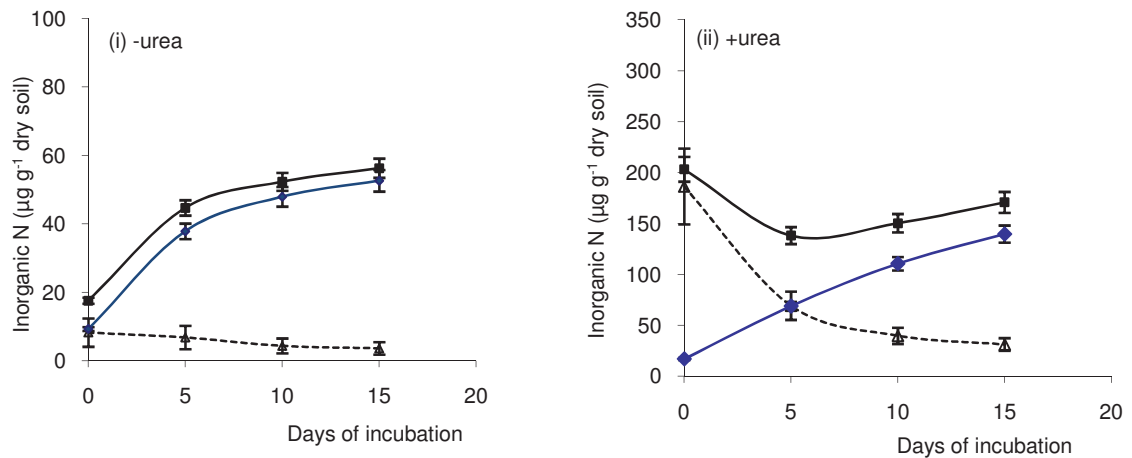 (i) -urea
Inorganic N (µg g⁻¹ dry soil)
100
80
60
40
20
0
0 5 10 15 20
Days of incubation
(ii) +urea
Inorganic N (µg g⁻¹ dry soil)
350
300
250
200
150
100
50
0
0 5 10 15 20
Days of incubation